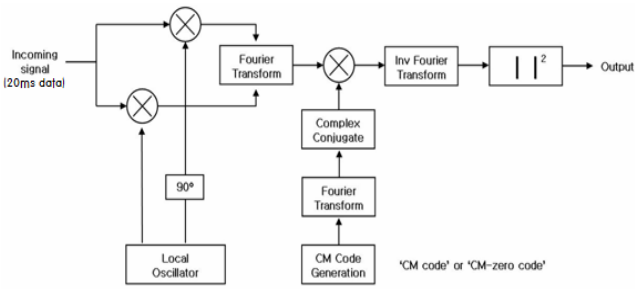 Incoming
signal
(20ms data)
Fourier
Transform
Inv Fourier
Transform
| |²
Output
Complex
Conjugate
90°
Fourier
Transform
Local
Oscillator
CM Code
Generation
'CM code' or 'CM-zero code'